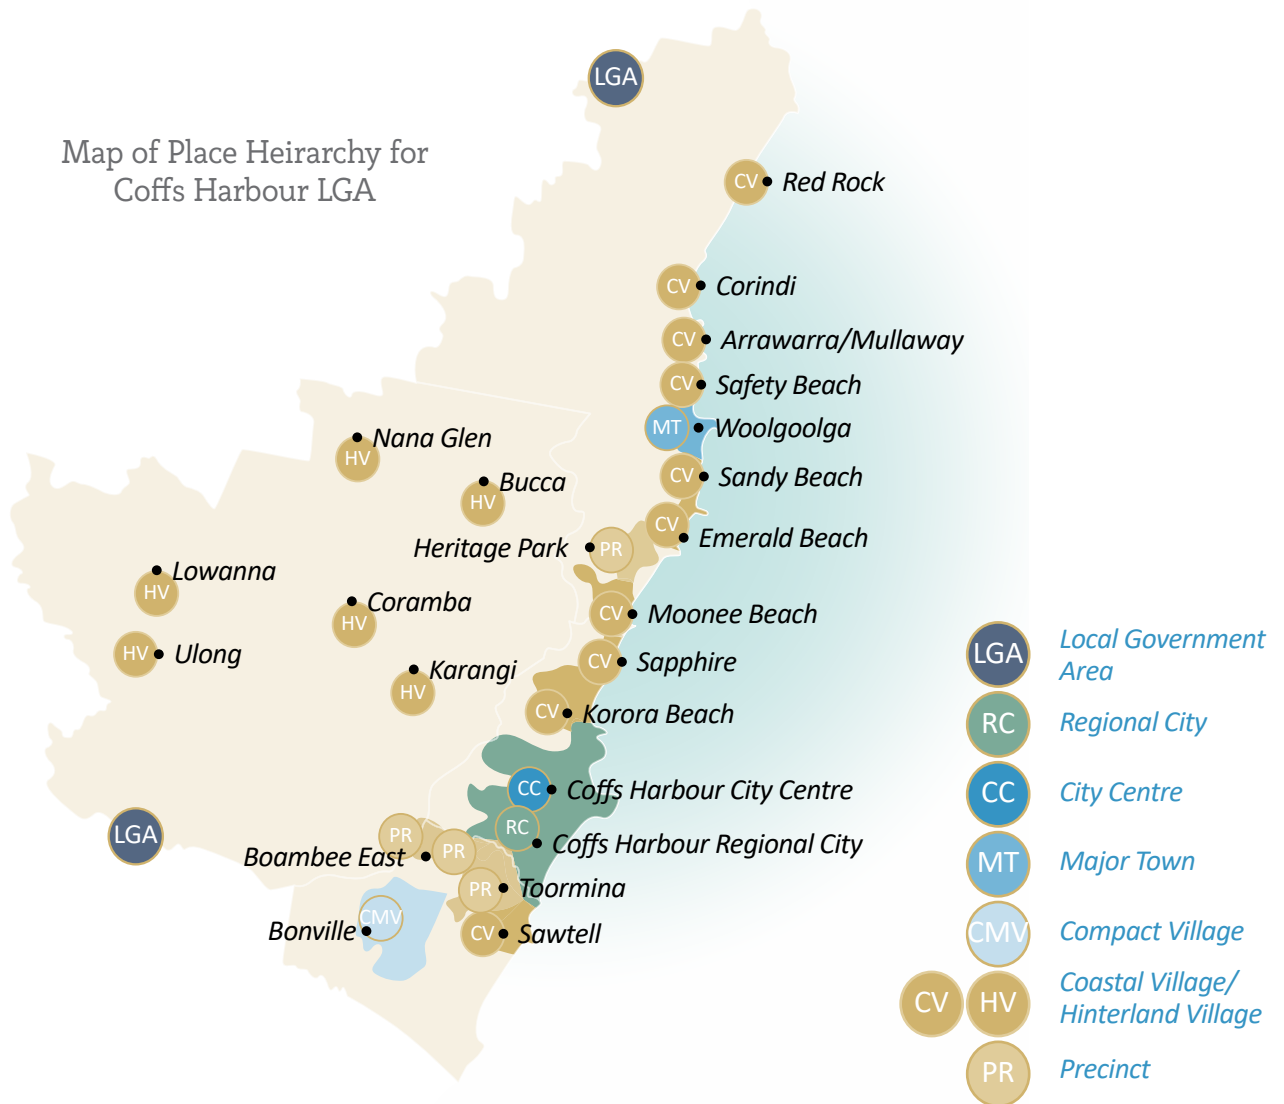 LGA
Map of Place Heirarchy for
Coffs Harbour LGA
CV Red Rock
CV Corindi
CV Arrawarra/Mullaway
CV Safety Beach
MT Woolgoolga
Nana Glen
HV
CV Sandy Beach
Bucca
HV
CV
Emerald Beach
Heritage Park PR
Lowanna
HV
Coramba
HV
CV Moonee Beach
HV Ulong
CV Sapphire
Karangi
HV
CV Korora Beach
CC Coffs Harbour City Centre
RC
Coffs Harbour Regional City
LGA
PR
PR
Boambee East
PR Toormina
CMV
Bonville
CV Sawtell
LGA Local Government
Area
RC Regional City
CC City Centre
MT Major Town
CMV Compact Village
CV HV Coastal Village/
Hinterland Village
PR Precinct